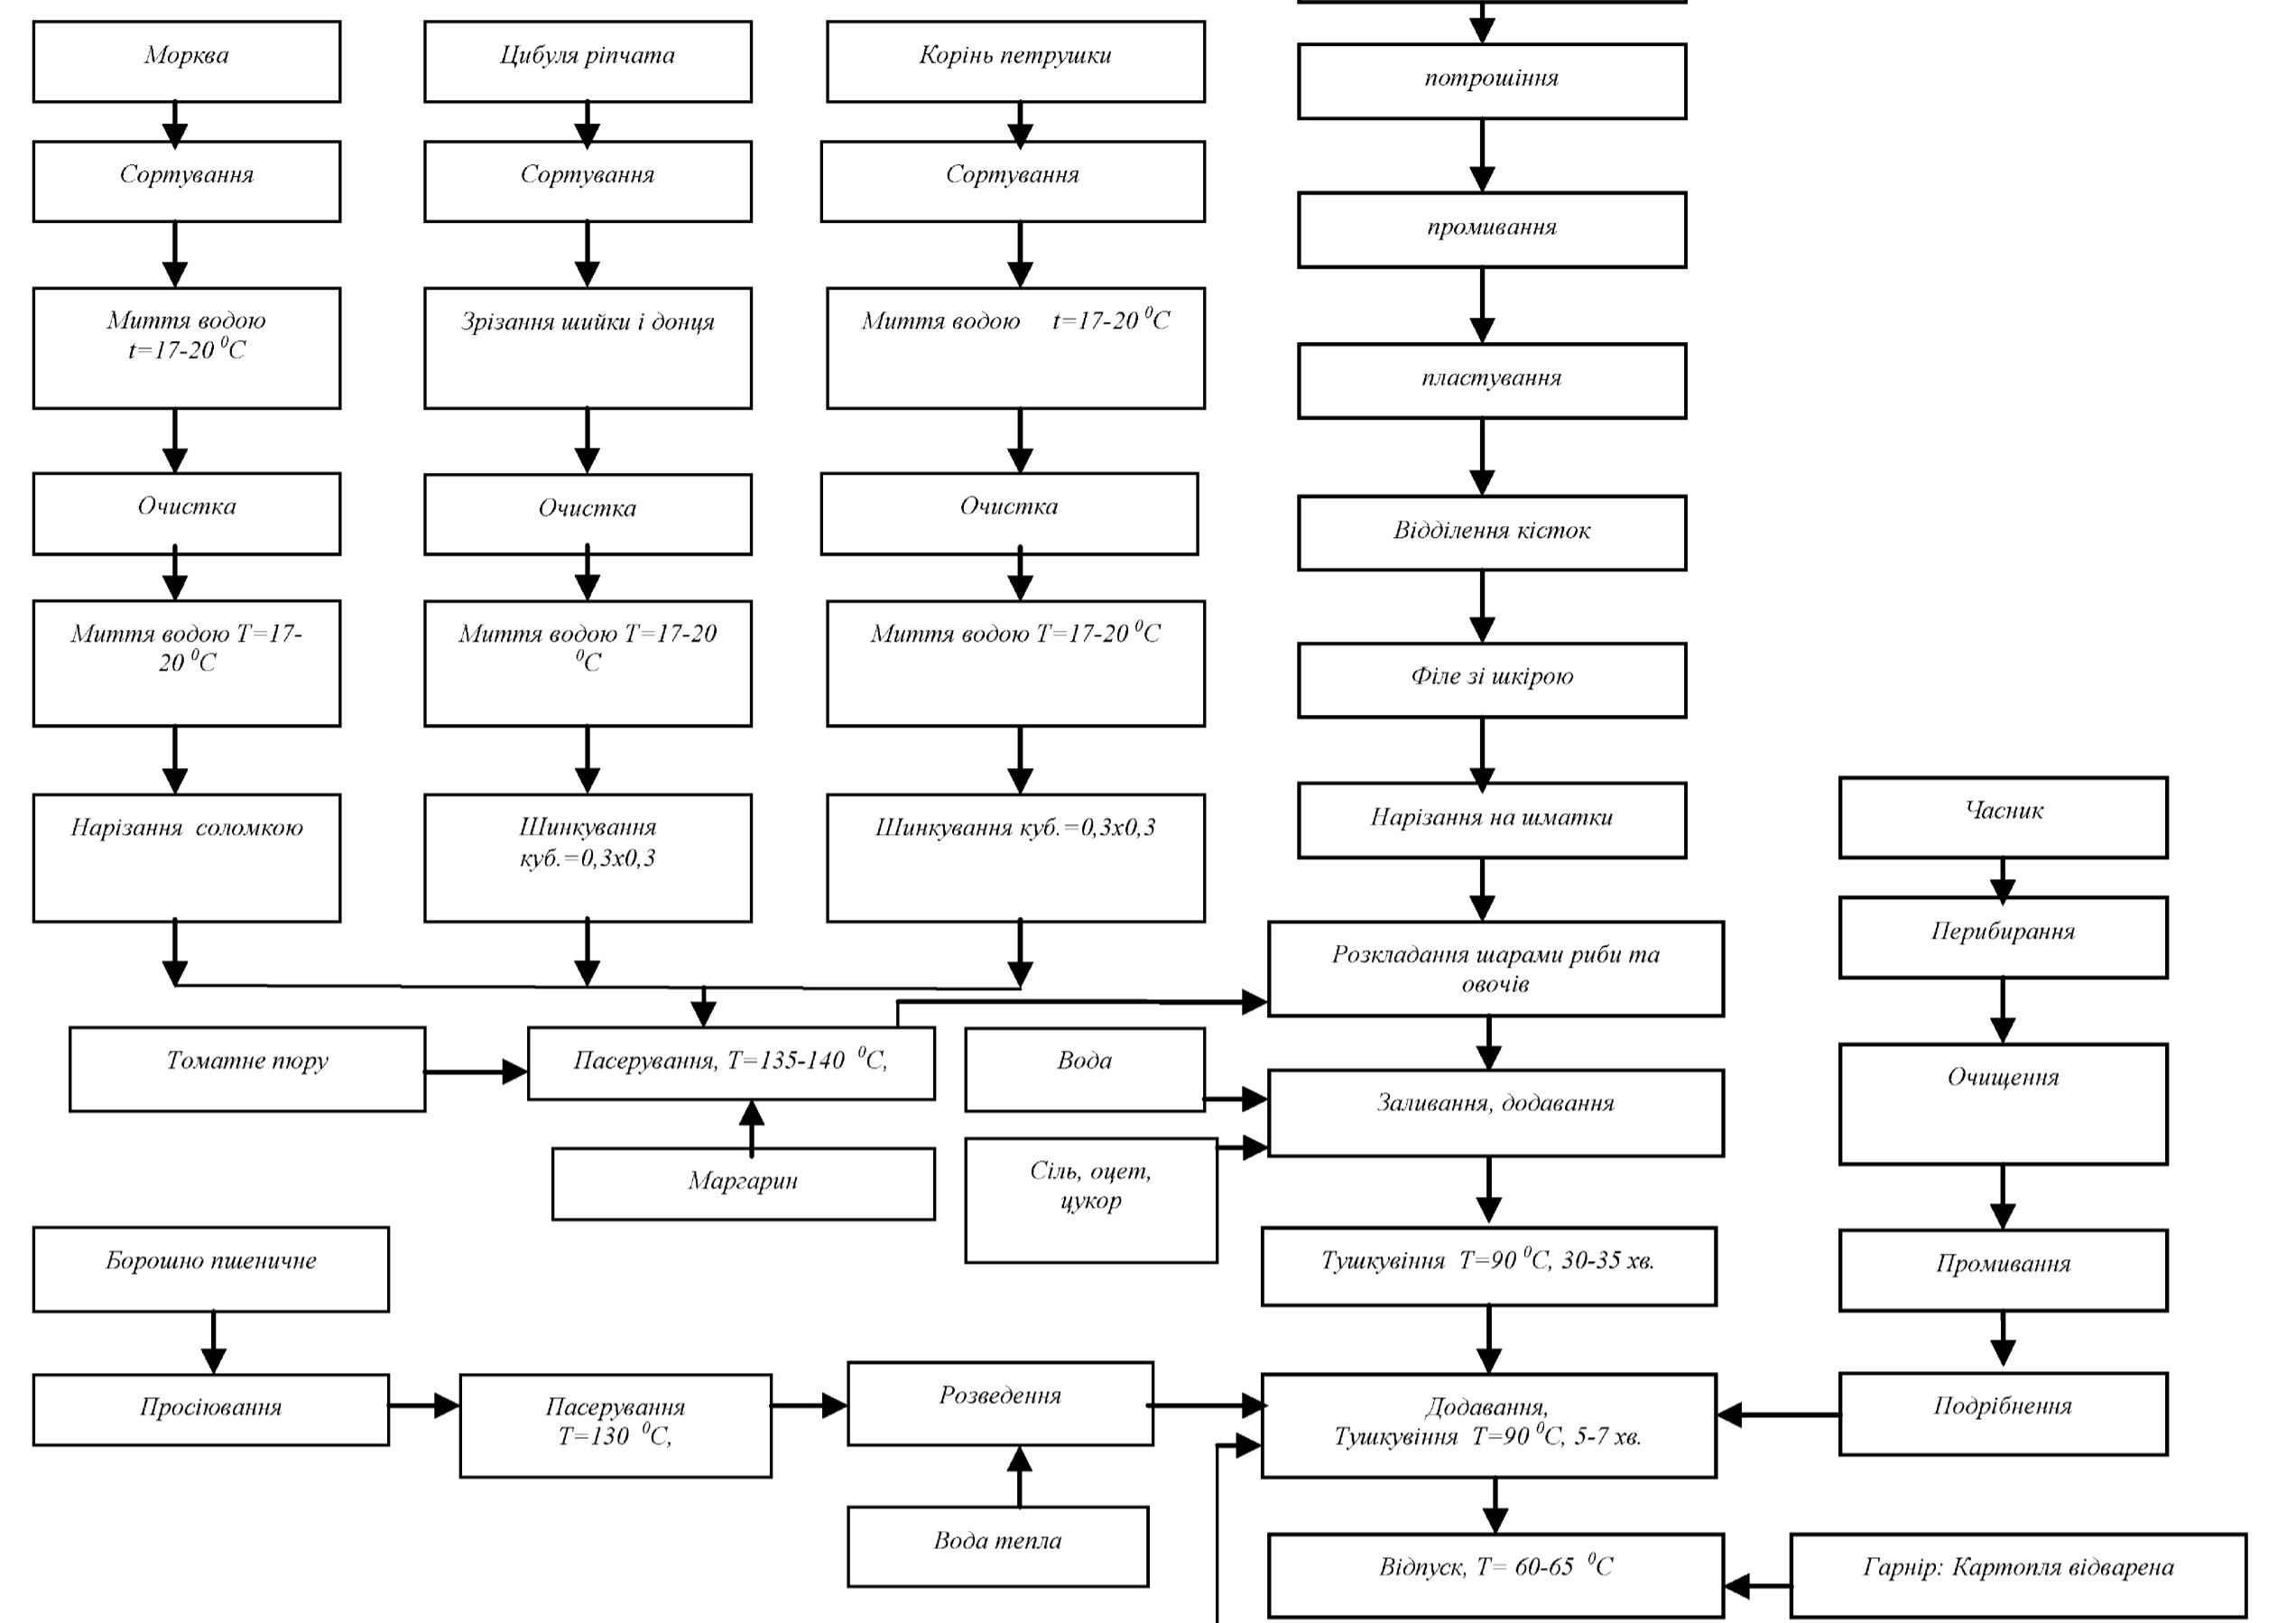 Морква
Цибуля ріпчата
Корінь петрушки
потрошіння
Сортування
Сортування
Сортування
промивання
Миття водою
t=17-20 ⁰С
Зрізання шийки і донця
Миття водою t=17-20 ⁰С
пластування
Очистка
Очистка
Очистка
Відділення кісток
Миття водою Т=17-
20 ⁰С
Миття водою Т=17-20
⁰С
Миття водою Т=17-20 ⁰С
Філе зі шкірою
Нарізання соломкою
Шинкування
куб.=0,3х0,3
Шинкування куб.=0,3х0,3
Нарізання на шматки
Часник
Перибирання
Розкладання шарами риби та
овочів
Томатне пюру
Пасерування, Т=135-140 ⁰С,
Вода
Заливання, додавання
Очищення
Маргарин
Сіль, оцет,
цукор
Борошно пшеничне
Тушкувіння Т=90 ⁰С, 30-35 хв.
Промивання
Просіювання
Пасерування
Т=130 ⁰С,
Розведення
Додавання,
Тушкувіння Т=90 ⁰С, 5-7 хв.
Подрібнення
Вода тепла
Відпуск, Т= 60-65 ⁰С
Гарнір: Картопля відварена